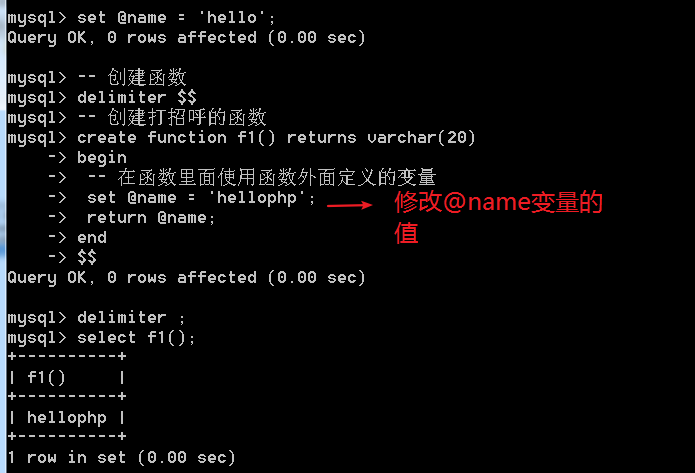 mysql> set @name = 'hello';
Query OK, 0 rows affected (0.00 sec)
mysql> -- 创建函数
mysql> delimiter $$
mysql> -- 创建打招呼的函数
mysql> create function f1() returns varchar(20)
    -> begin
    ->  -- 在函数里面使用函数外面定义的变量
    ->  set @name = 'hellophp';
修改@name变量的
    ->  return @name;
值
    -> end
    -> $$
Query OK, 0 rows affected (0.00 sec)
mysql> delimiter ;
mysql> select f1();
+----------+
| f1()     |
+----------+
| hellophp |
+----------+
1 row in set (0.00 sec)